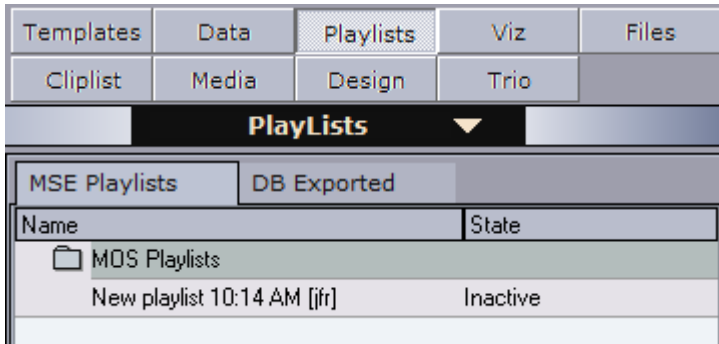 Templates Data Playlists Viz Files
Cliplist Media Design Trio
PlayLists
MSE Playlists DB Exported
Name State
MOS Playlists
New playlist 10:14 AM [jfr] Inactive